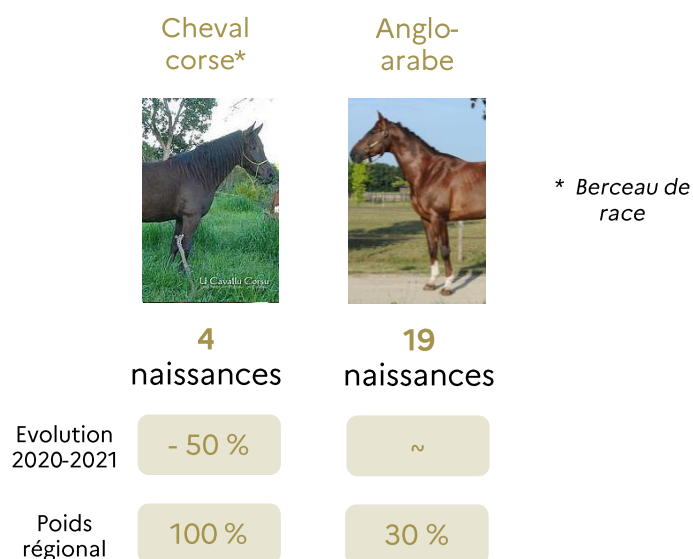 Cheval
corse*
Anglo-
arabe
* Berceau de
race
U Cavallu Corsu
4
naissances
19
naissances
Evolution
2020-2021
- 50 %
~
Poids
régional
100 %
30 %